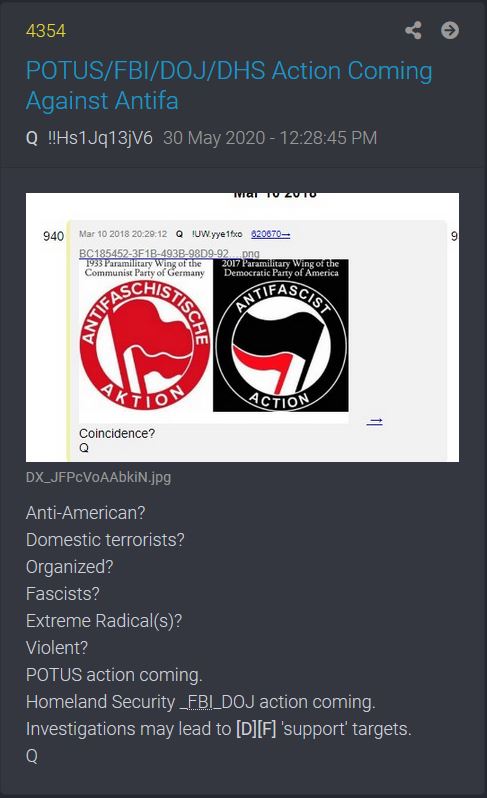 4354
POTUS/FBI/DOJ/DHS Action Coming
Against Antifa
Q !!Hs1Jq13jV6 30 May 2020 - 12:28:45 PM
Mar 10 2018
940
Mar 10 2018 20:29:12 Q !UW.yye1fxo 620670→
9
BC185452-3F1B-493B-98D9-92....png
1933 Paramilitary Wing of the
Communist Party of Germany
ANTIFASCHISTISCHE
AKTION
2017 Paramilitary Wing of the
Democratic Party of America
ANTIFASCIST
ACTION
→
Coincidence?
Q
DX_JFPcVoAAbkiN.jpg
Anti-American?
Domestic terrorists?
Organized?
Fascists?
Extreme Radical(s)?
Violent?
POTUS action coming.
Homeland Security _FBI_DOJ action coming.
Investigations may lead to [D][F] 'support' targets.
Q